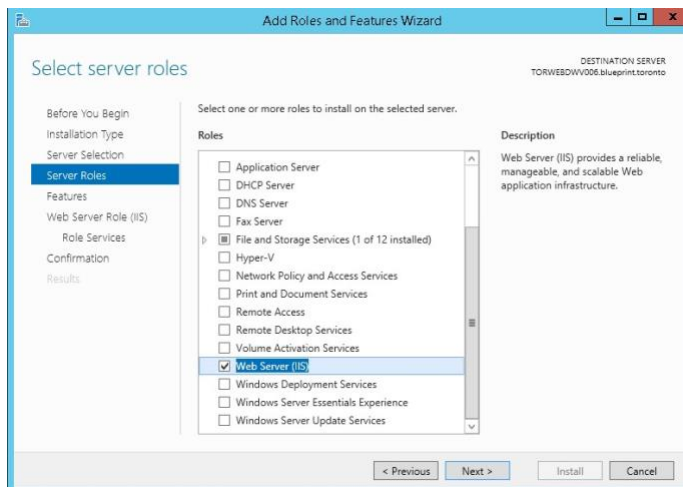 Add Roles and Features Wizard
Select server roles
DESTINATION SERVER
TORWEBDWV006.blueprint.toronto
Before You Begin
Installation Type
Server Selection
Server Roles
Features
Web Server Role (IIS)
Role Services
Confirmation
Results
Select one or more roles to install on the selected server.
Roles
Application Server
DHCP Server
DNS Server
Fax Server
File and Storage Services (1 of 12 installed)
Hyper-V
Network Policy and Access Services
Print and Document Services
Remote Access
Remote Desktop Services
Volume Activation Services
Web Server (IIS)
Windows Deployment Services
Windows Server Essentials Experience
Windows Server Update Services
Description
Web Server (IIS) provides a reliable,
manageable, and scalable Web
application infrastructure.
< Previous
Next >
Install
Cancel